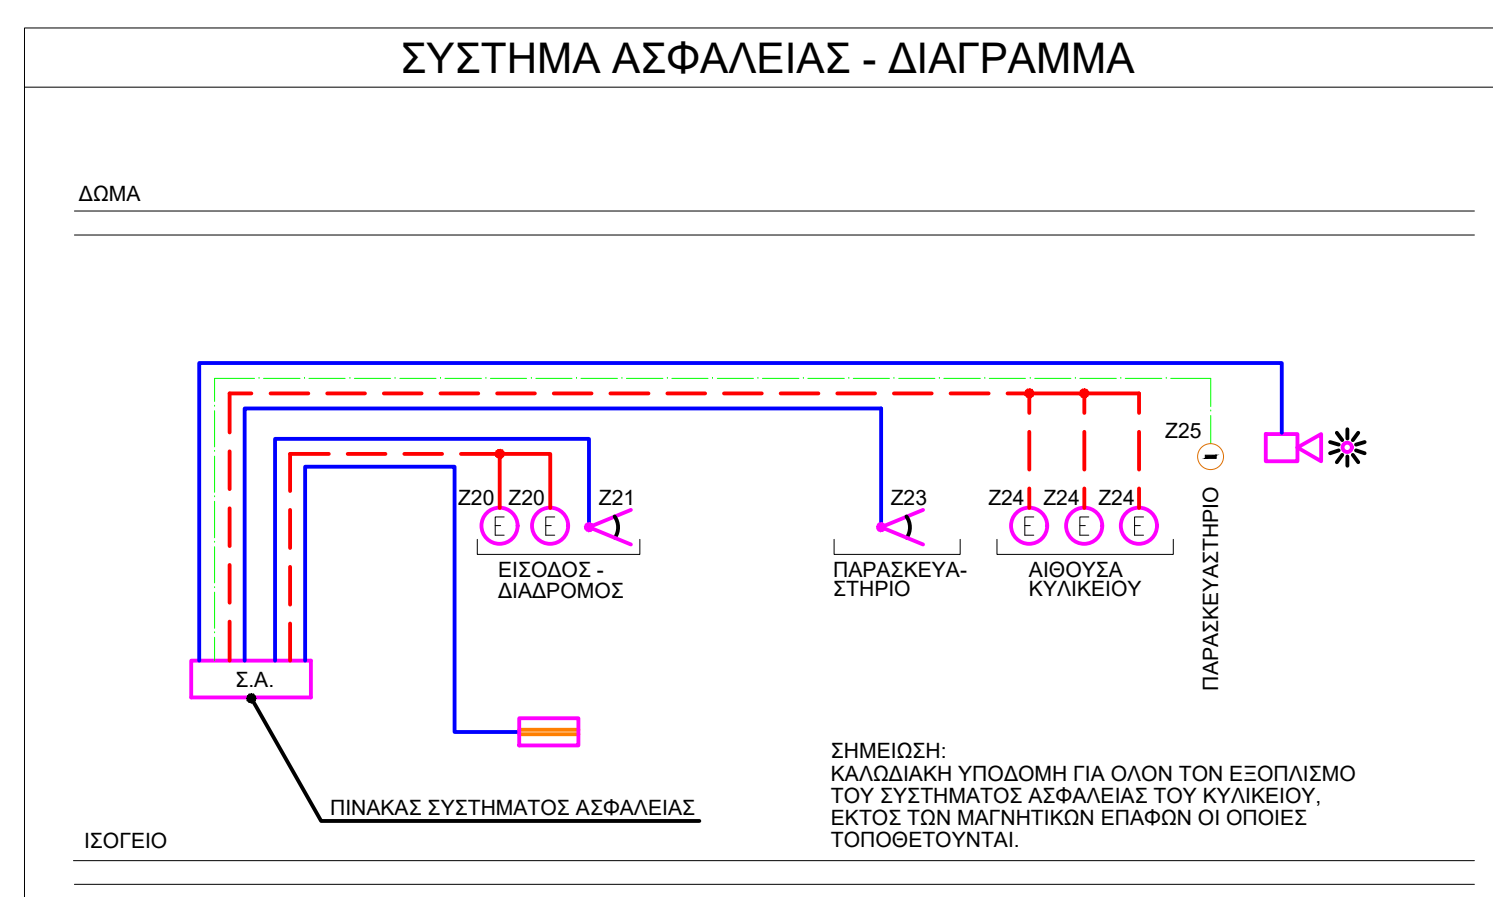 ΣΥΣΤΗΜΑ ΑΣΦΑΛΕΙΑΣ - ΔΙΑΓΡΑΜΜΑ
ΔΩΜΑ
Z25
Z20 Z20 Z21 Z23 Z24 Z24 Z24
E E E E E
ΕΙΣΟΔΟΣ -
ΔΙΑΔΡΟΜΟΣ
ΠΑΡΑΣΚΕΥΑ-
ΣΤΗΡΙΟ
ΑΙΘΟΥΣΑ
ΚΥΛΙΚΕΙΟΥ
ΠΑΡΑΣΚΕΥΑΣΤΗΡΙΟ
Σ.Α.
ΠΙΝΑΚΑΣ ΣΥΣΤΗΜΑΤΟΣ ΑΣΦΑΛΕΙΑΣ
ΣΗΜΕΙΩΣΗ:
ΚΑΛΩΔΙΑΚΗ ΥΠΟΔΟΜΗ ΓΙΑ ΟΛΟΝ ΤΟΝ ΕΞΟΠΛΙΣΜΟ
ΤΟΥ ΣΥΣΤΗΜΑΤΟΣ ΑΣΦΑΛΕΙΑΣ ΤΟΥ ΚΥΛΙΚΕΙΟΥ,
ΕΚΤΟΣ ΤΩΝ ΜΑΓΝΗΤΙΚΩΝ ΕΠΑΦΩΝ ΟΙ ΟΠΟΙΕΣ
ΤΟΠΟΘΕΤΟΥΝΤΑΙ.
ΙΣΟΓΕΙΟ